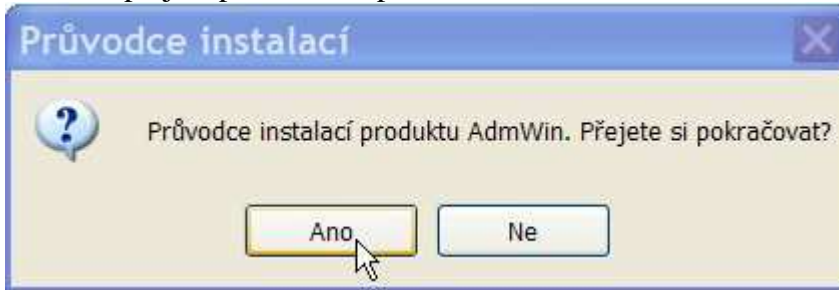 Průvodce instalací
Průvodce instalací produktu AdmWin. Přejete si pokračovat?
Ano
Ne